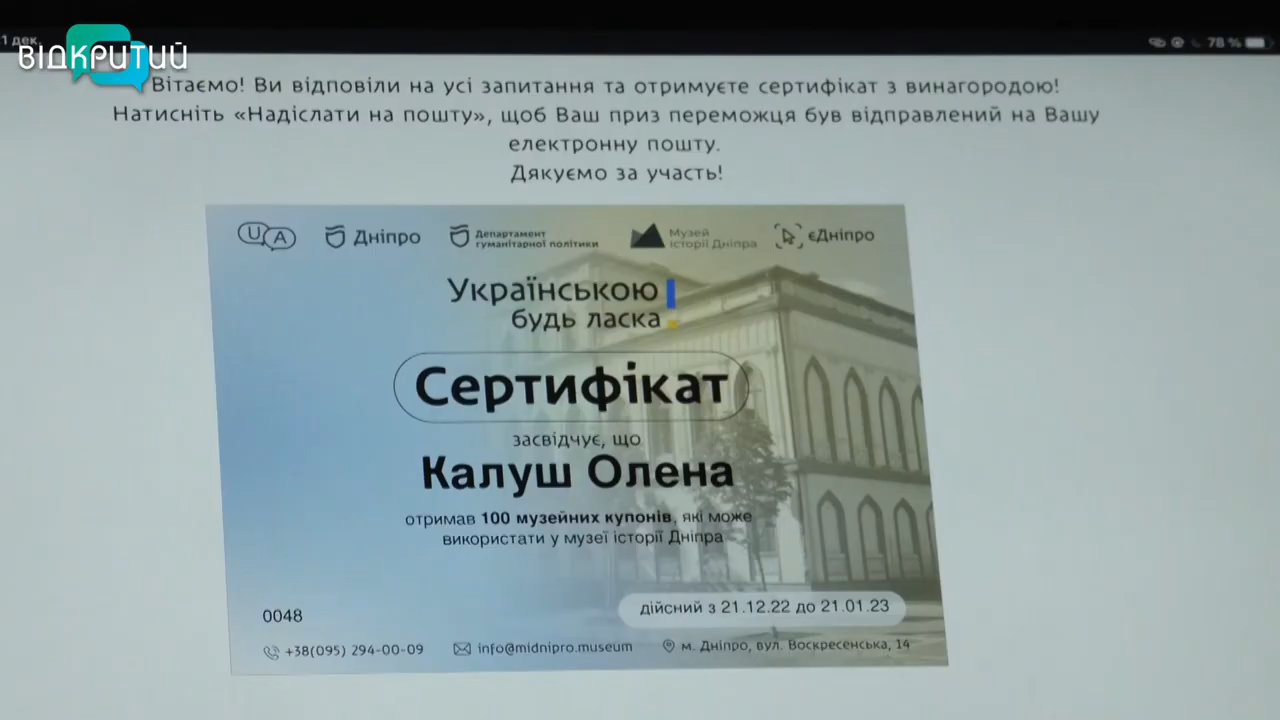 1 дек.
ВІДКРИТИЙ
78 %
Вітаємо! Ви відповіли на усі запитання та отримуєте сертифікат з винагородою!
Натисніть «Надіслати на пошту», щоб Ваш приз переможця був відправлений на Вашу
електронну пошту.
Дякуємо за участь!
UA
Дніпро
Департамент
гуманітарної політики
Музей
історії Дніпра
єДніпро
Українською
будь ласка
Сертифікат
засвідчує, що
Калуш Олена
отримав 100 музейних купонів, які може
використати у музеї історії Дніпра
0048
дійсний з 21.12.22 до 21.01.23
+38(095) 294-00-09
info@midnipro.museum
м. Дніпро, вул. Воскресенська, 14